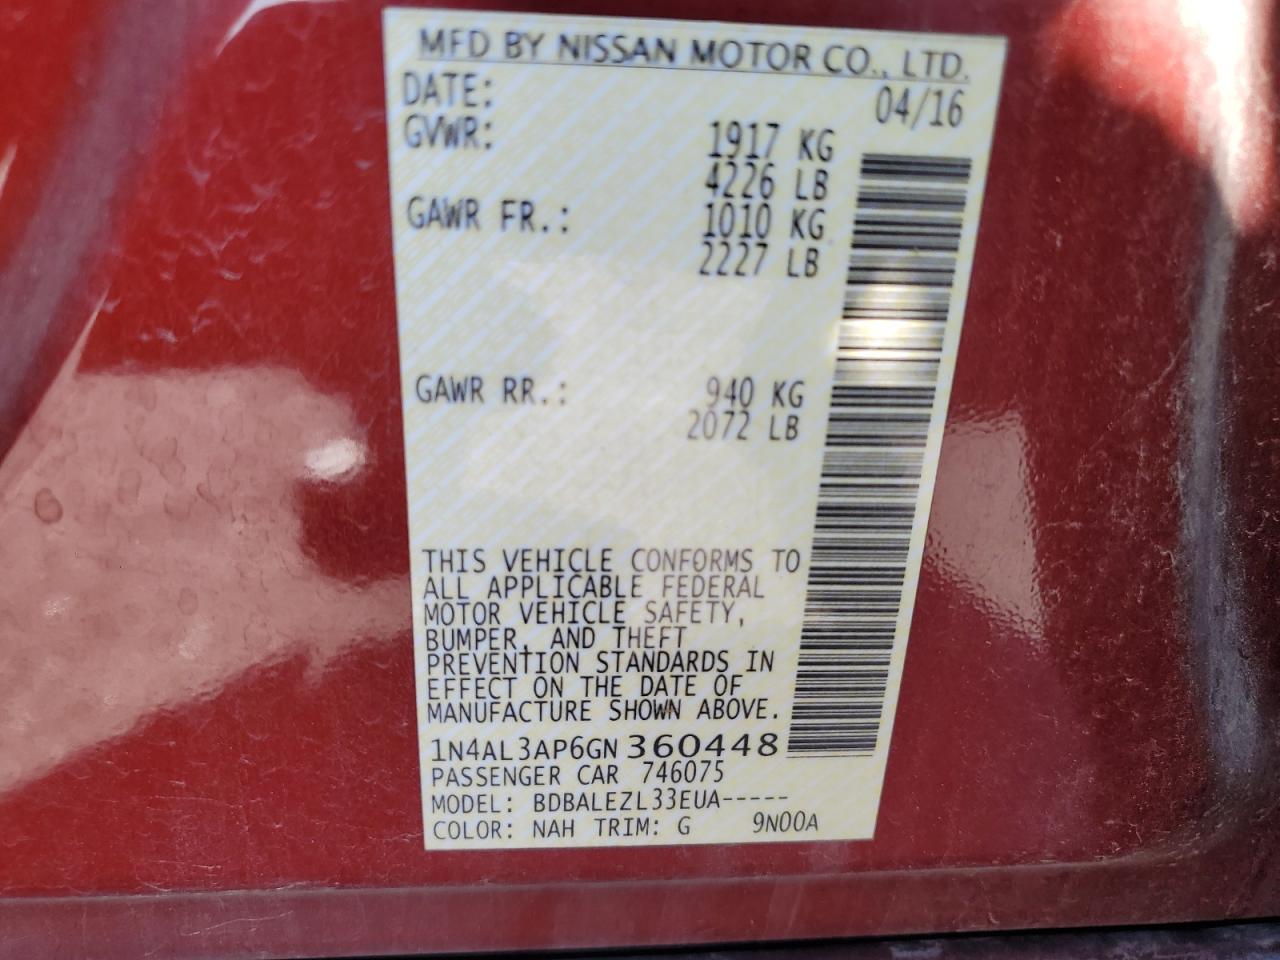 MFD BY NISSAN MOTOR CO., LTD.
DATE: 04/16
GVWR: 1917 KG
4226 LB
GAWR FR.: 1010 KG
2227 LB
GAWR RR.: 940 KG
2072 LB
THIS VEHICLE CONFORMS TO
ALL APPLICABLE FEDERAL
MOTOR VEHICLE SAFETY,
BUMPER, AND THEFT
PREVENTION STANDARDS IN
EFFECT ON THE DATE OF
MANUFACTURE SHOWN ABOVE.
1N4AL3AP6GN360448
PASSENGER CAR 746075
MODEL: BDBALEZL33EUA-----
COLOR: NAH TRIM: G 9N00A